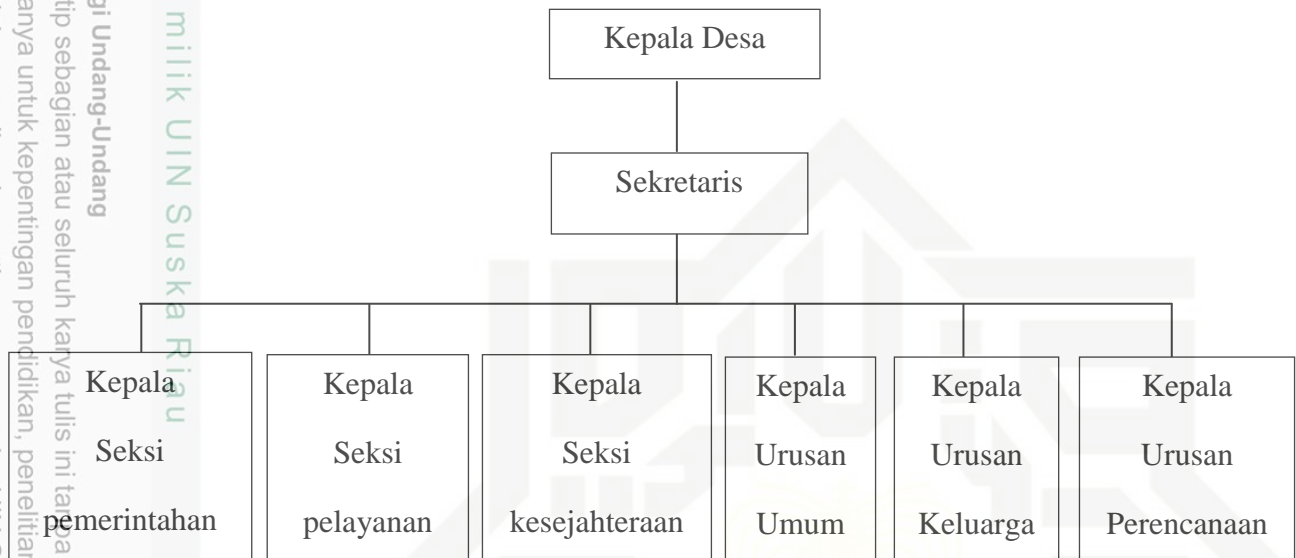 Kepala Desa
Sekretaris
Kepala
Seksi
pemerintahan
Kepala
Seksi
pelayanan
Kepala
Seksi
kesejahteraan
Kepala
Urusan
Umum
Kepala
Urusan
Keluarga
Kepala
Urusan
Perencanaan
milik UIN Suska Riau
gi Undang-Undang
tip sebagian atau seluruh karya tulis ini tanpa
anya untuk kepentingan pendidikan, penelitian